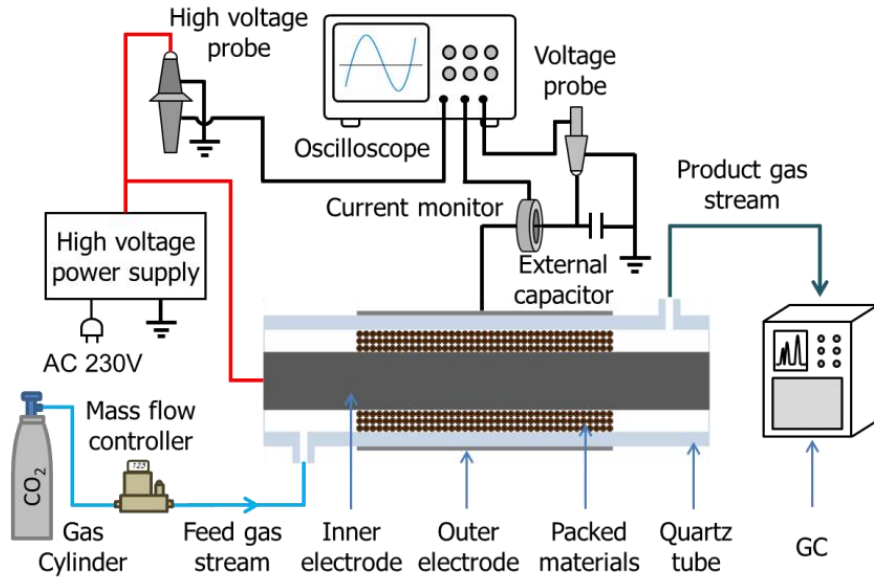 High voltage
probe
Voltage
probe
Oscilloscope
Current monitor
Product gas
stream
High voltage
power supply
External
capacitor
AC 230V
Mass flow
controller
123
CO2
Gas
Cylinder
Feed gas
stream
Inner
electrode
Outer
electrode
Packed
materials
Quartz
tube
GC